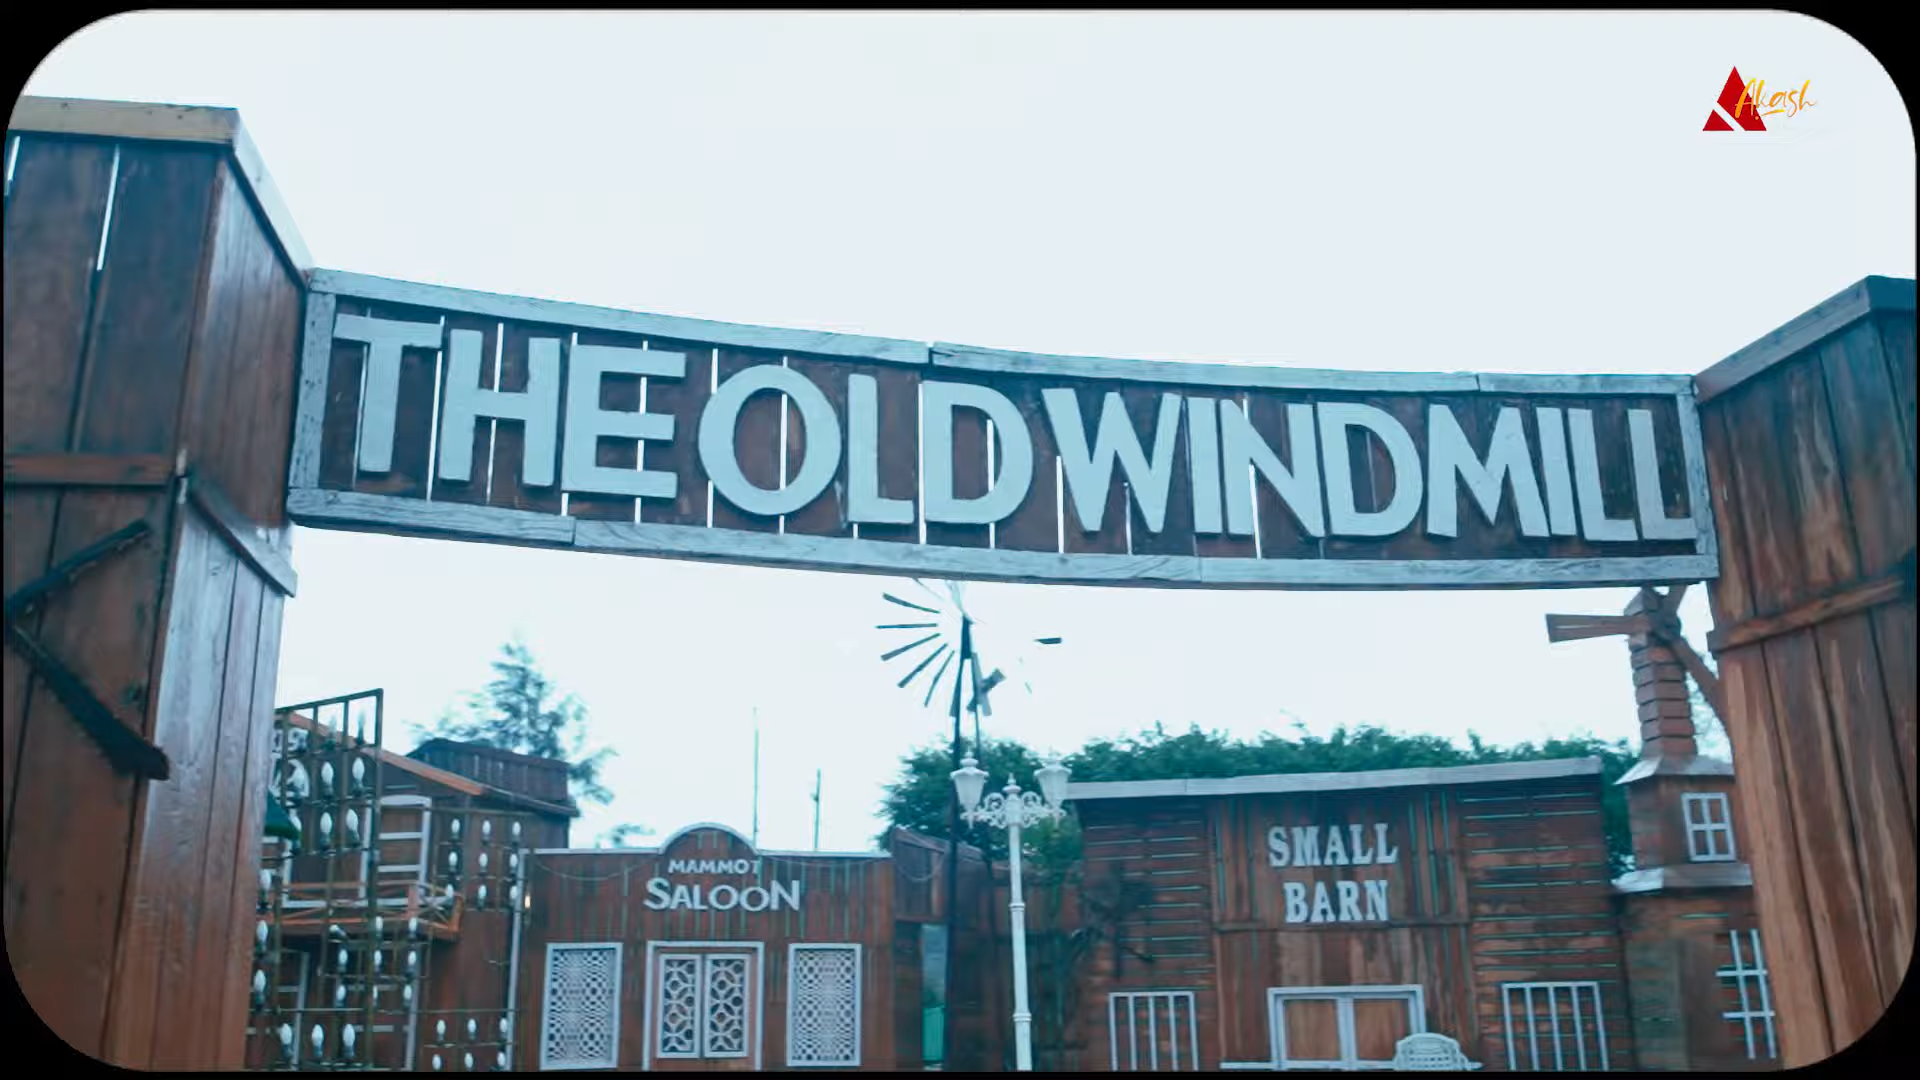 Akash
THE OLD WINDMILL
MAMMOT
SALOON
SMALL
BARN